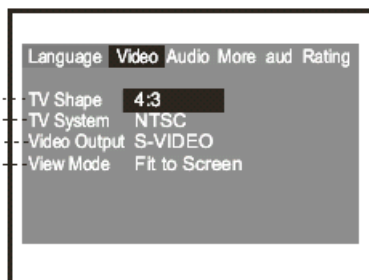 Language Video Audio More aud Rating
TV Shape 4:3
TV System NTSC
Video Output S-VIDEO
View Mode Fit to Screen